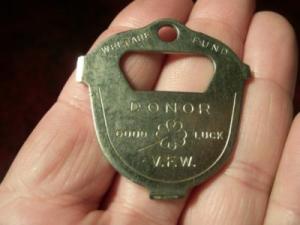 WELFARE FUND
DONOR
GOOD LUCK
V.F.W.